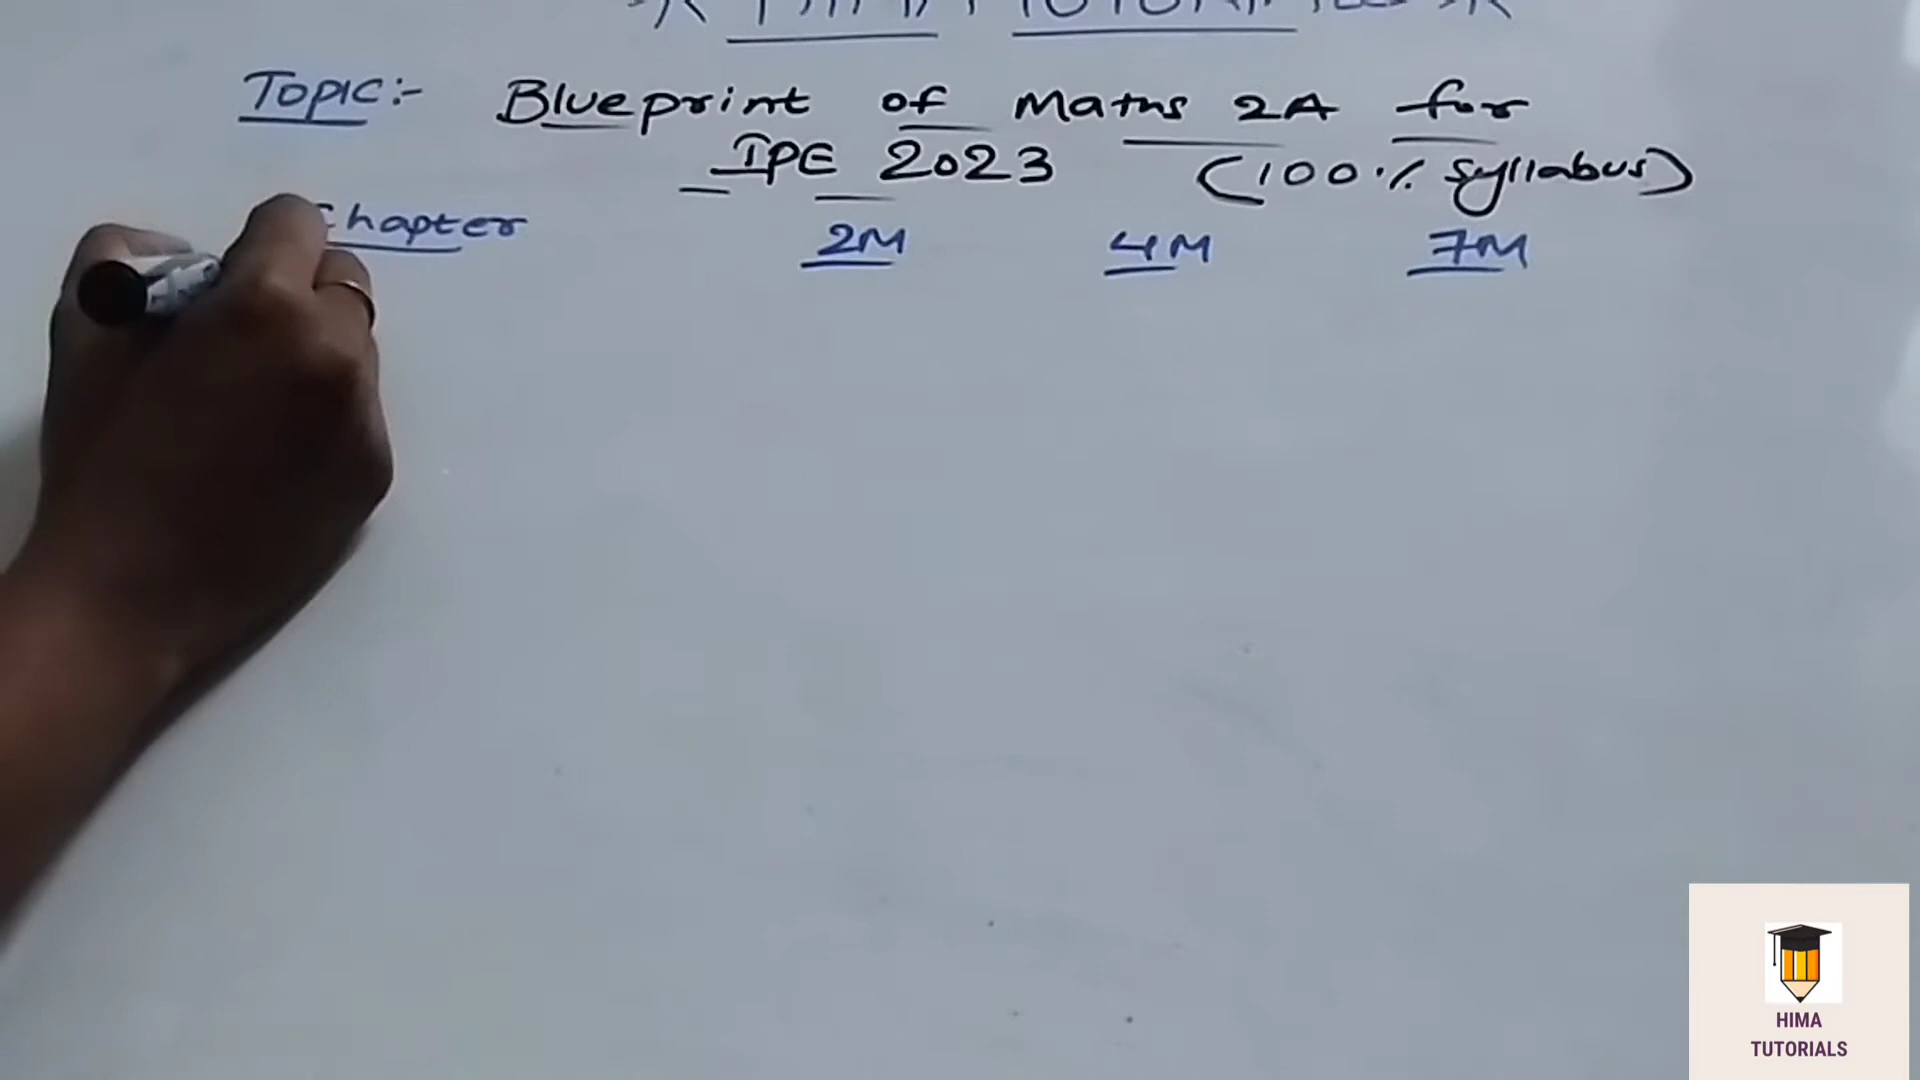 Topic:- Blueprint of Maths 2A for
IPE 2023 (100% syllabus)
Chapter 2M 4M 7M
HIMA
TUTORIALS